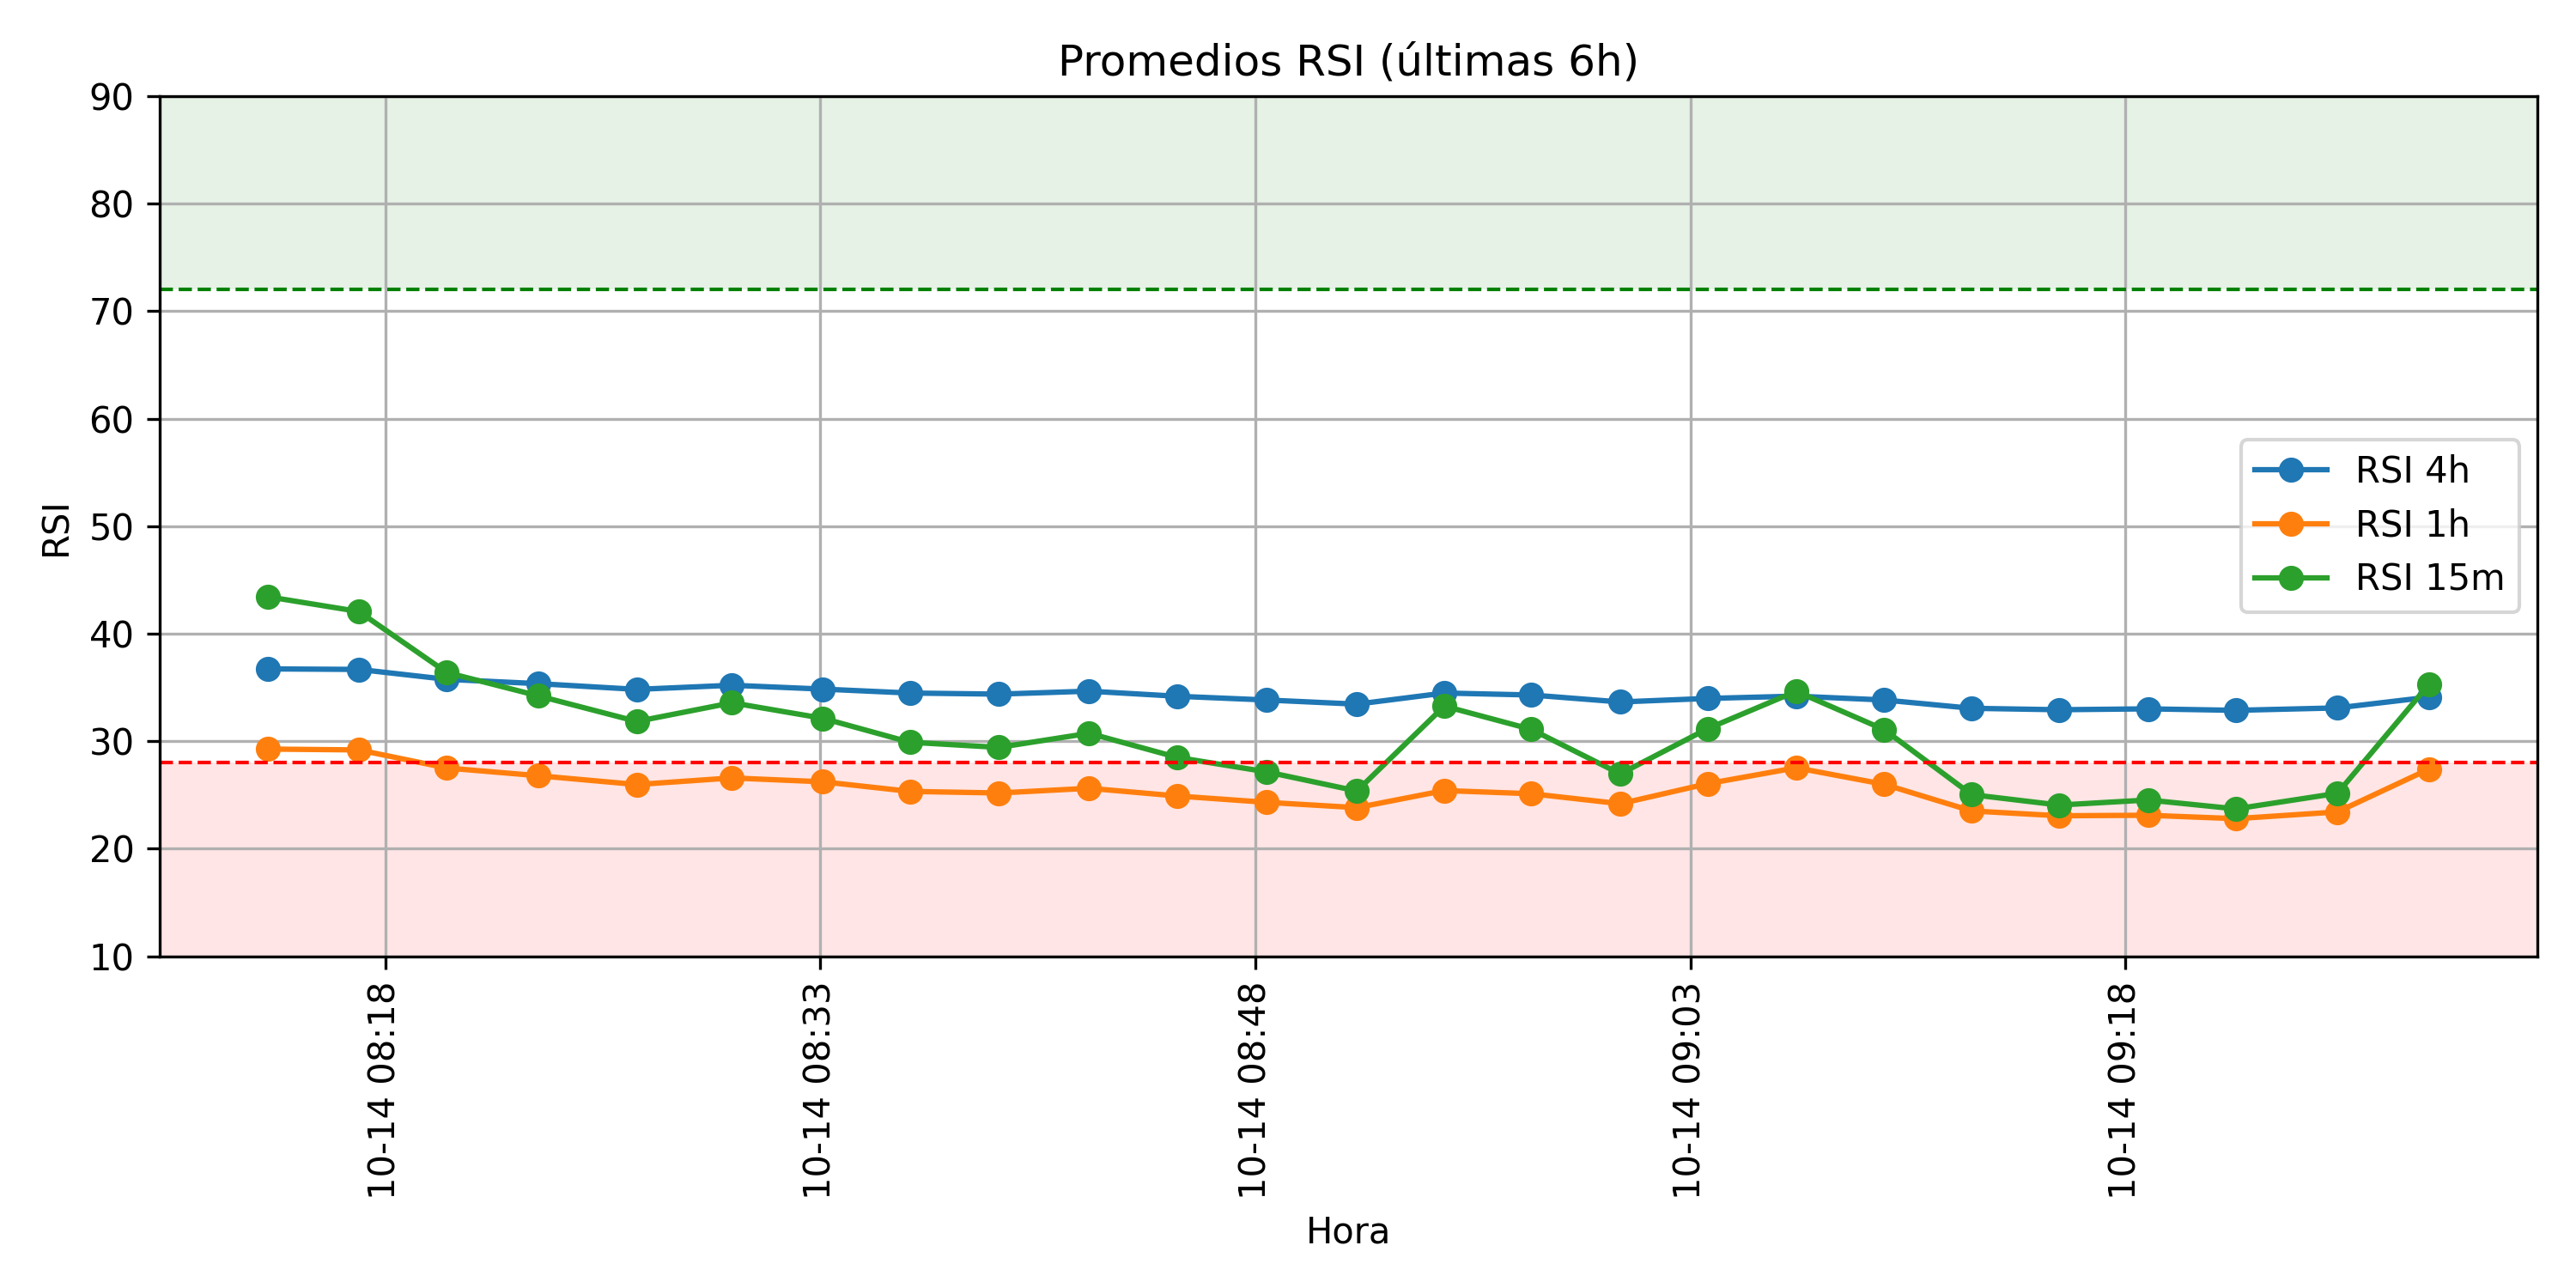 Promedios RSI (últimas 6h)
90
80
70
60
50
40
30
20
10
RSI
RSI 4h
RSI 1h
RSI 15m
10-14 08:18
10-14 08:33
10-14 08:48
10-14 09:03
10-14 09:18
Hora